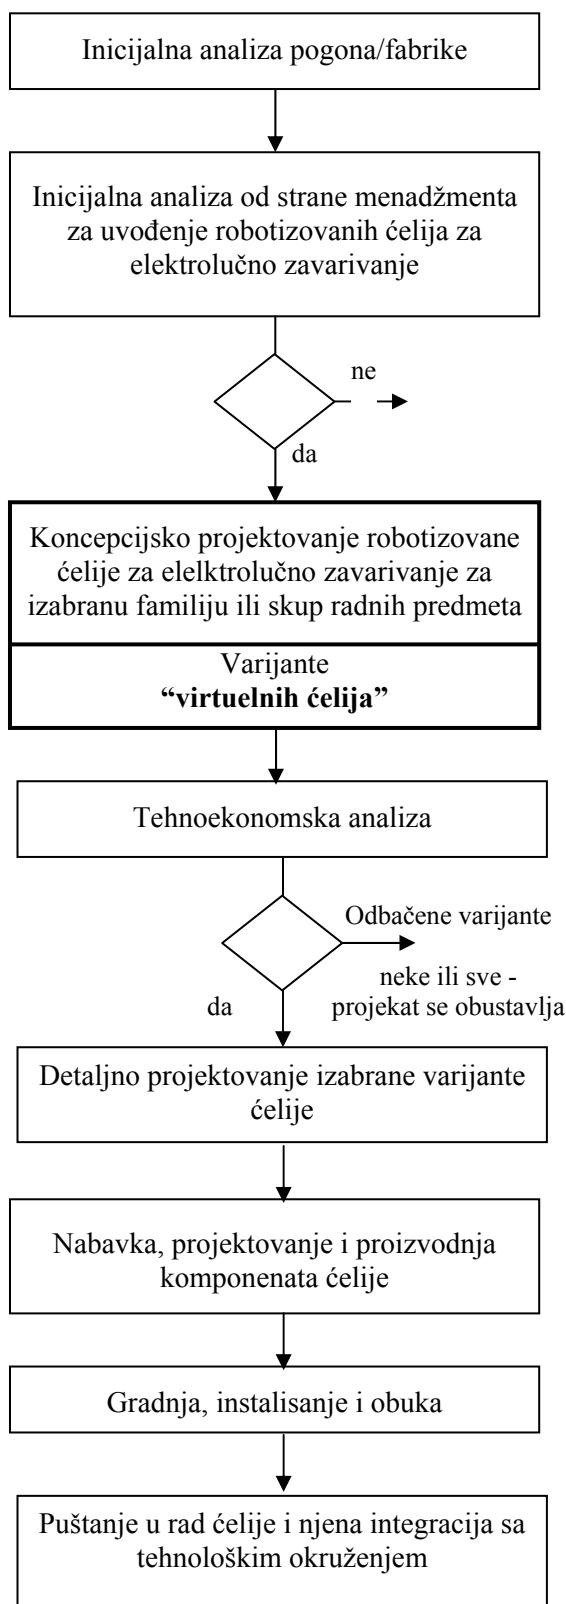 Inicijalna analiza pogona/fabrike
Inicijalna analiza od strane menadžmenta
za uvođenje robotizovanih ćelija za
elektrolučno zavarivanje
ne
da
Koncepcijsko projektovanje robotizovane
ćelije za elelktrolučno zavarivanje za
izabranu familiju ili skup radnih predmeta
Varijante
“virtuelnih ćelija”
Tehnoekonomska analiza
Odbačene varijante
neke ili sve -
projekat se obustavlja
da
Detaljno projektovanje izabrane varijante
ćelije
Nabavka, projektovanje i proizvodnja
komponenata ćelije
Gradnja, instalisanje i obuka
Puštanje u rad ćelije i njena integracija sa
tehnološkim okruženjem